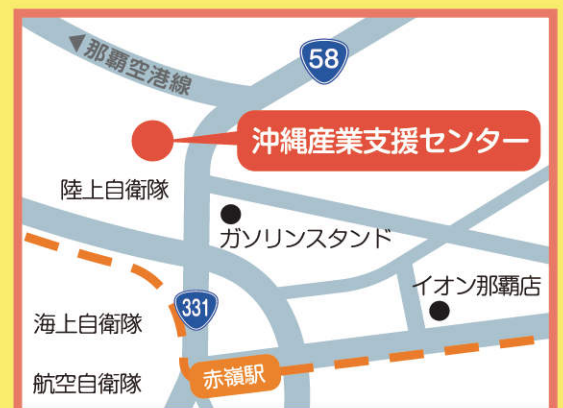 58
那覇空港線
沖縄産業支援センター
陸上自衛隊
ガソリンスタンド
イオン那覇店
331
海上自衛隊
赤嶺駅
航空自衛隊